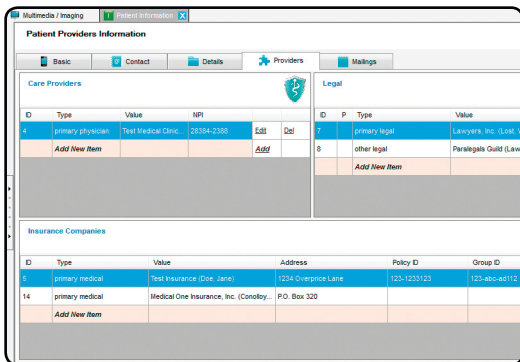 Multimedia / Imaging Patient Information X
Patient Providers Information
Basic Contact Details Providers Mailings
Care Providers
ID Type Value NPI
4 primary physician Test Medical Clinic... 28384-2388 Edit Del
Add New Item Add
Legal
ID P Type Value
7 primary legal Lawyers, Inc. (Lost,
8 other legal Paralegals Guild (Law
Add New Item
Insurance Companies
ID Type Value Address Policy ID Group ID
5 primary medical Test Insurance (Doe, Jane) 1234 Overprice Lane 123-1233123 123-abc-ad112
14 primary medical Medical One Insurance, Inc. (Conolloy... P.O. Box 320
Add New Item